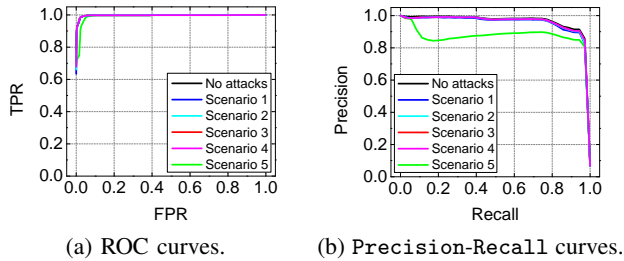 1.0
0.8
0.6
0.4
0.2
0.0
TPR
0.0 0.2 0.4 0.6 0.8 1.0
FPR
No attacks
Scenario 1
Scenario 2
Scenario 3
Scenario 4
Scenario 5
(a) ROC curves.
1.0
0.8
0.6
0.4
0.2
0.0
Precision
0.0 0.2 0.4 0.6 0.8 1.0
Recall
No attacks
Scenario 1
Scenario 2
Scenario 3
Scenario 4
Scenario 5
(b) Precision-Recall curves.